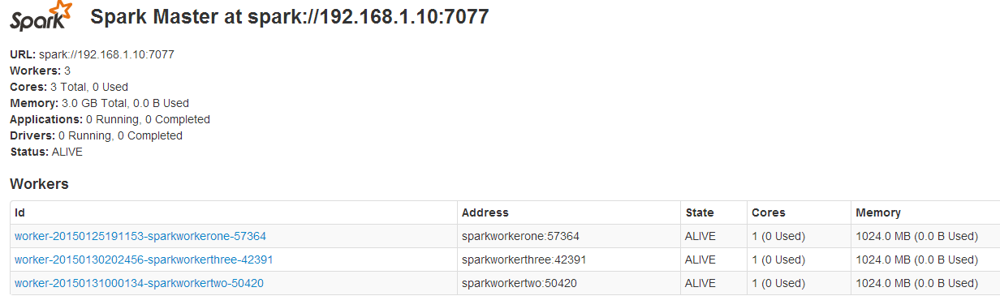 Spark Spark Master at spark://192.168.1.10:7077
URL: spark://192.168.1.10:7077
Workers: 3
Cores: 3 Total, 0 Used
Memory: 3.0 GB Total, 0.0 B Used
Applications: 0 Running, 0 Completed
Drivers: 0 Running, 0 Completed
Status: ALIVE
Workers
Id Address State Cores Memory
worker-20150125191153-sparkworkerone-57364 sparkworkerone:57364 ALIVE 1 (0 Used) 1024.0 MB (0.0 B Used)
worker-20150130202456-sparkworkerthree-42391 sparkworkerthree:42391 ALIVE 1 (0 Used) 1024.0 MB (0.0 B Used)
worker-20150131000134-sparkworkertwo-50420 sparkworkertwo:50420 ALIVE 1 (0 Used) 1024.0 MB (0.0 B Used)